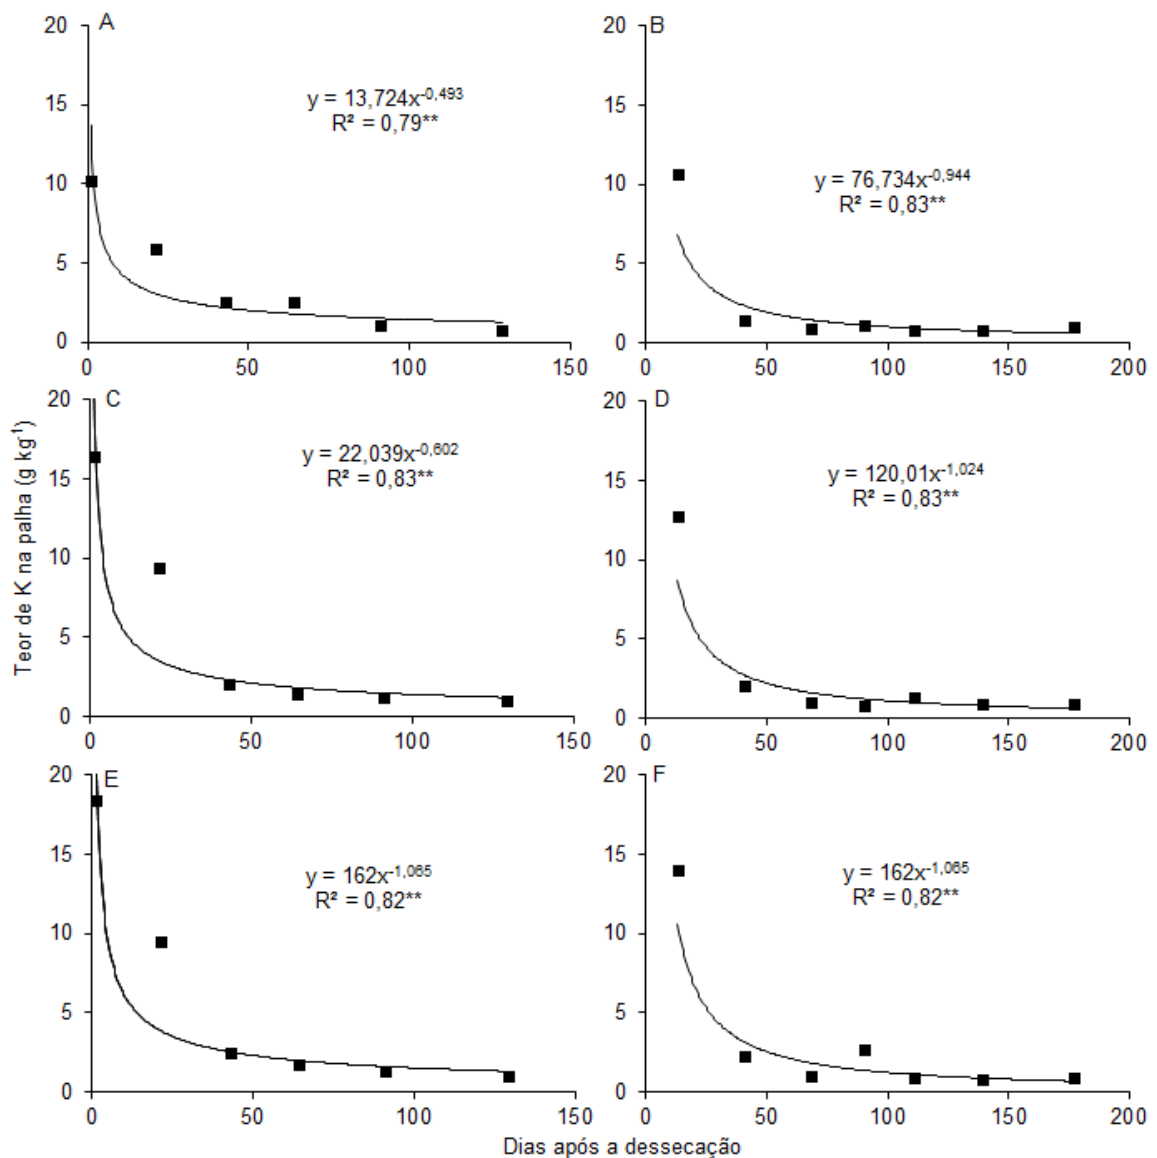 Teor de K na palha (g kg⁻¹)
A
20
15
10
5
0
0 50 100 150
y = 13,724x⁻⁰,⁴⁹³
R² = 0,79**
B
20
15
10
5
0
0 50 100 150 200
y = 76,734x⁻⁰,⁹⁴⁴
R² = 0,83**
C
20
15
10
5
0
0 50 100 150
y = 22,039x⁻⁰,⁶⁰²
R² = 0,83**
D
20
15
10
5
0
0 50 100 150 200
y = 120,01x⁻¹,⁰²⁴
R² = 0,83**
E
20
15
10
5
0
0 50 100 150
y = 162x⁻¹,⁰⁶⁵
R² = 0,82**
F
20
15
10
5
0
0 50 100 150 200
y = 162x⁻¹,⁰⁶⁵
R² = 0,82**
Dias após a dessecação